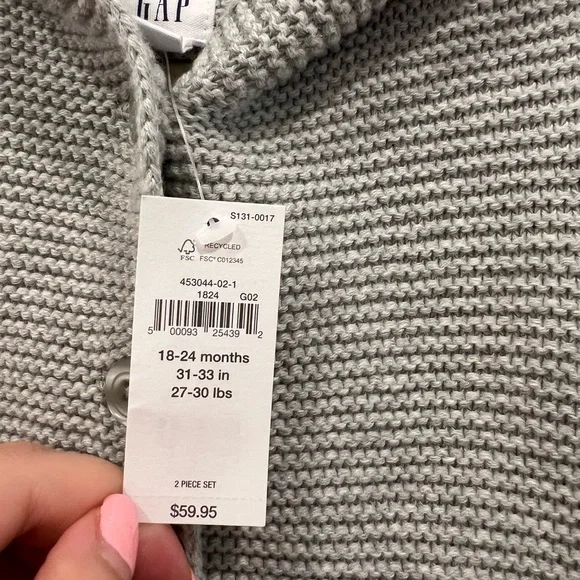 GAP
S131-0017
RECYCLED
FSC FSC® C012345
453044-02-1
1824 G02
5 00093 25439 2
18-24 months
31-33 in
27-30 lbs
2 PIECE SET
$59.95